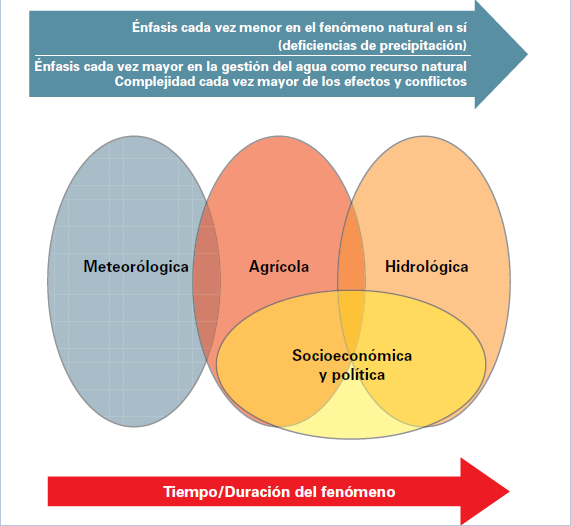 Énfasis cada vez menor en el fenómeno natural en sí
(deficiencias de precipitación)
Énfasis cada vez mayor en la gestión del agua como recurso natural
Complejidad cada vez mayor de los efectos y conflictos
Meteorólogica
Agrícola
Hidrológica
Socioeconómica
y política
Tiempo/Duración del fenómeno